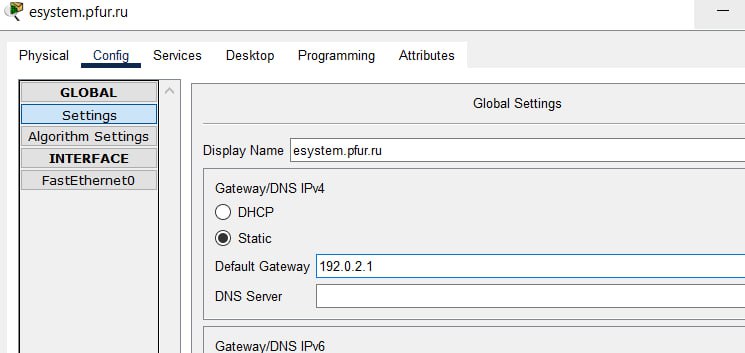 esystem.pfur.ru
Physical Config Services Desktop Programming Attributes
GLOBAL
Settings
Algorithm Settings
INTERFACE
FastEthernet0
Global Settings
Display Name esystem.pfur.ru
Gateway/DNS IPv4
DHCP
Static
Default Gateway 192.0.2.1
DNS Server
Gateway/DNS IPv6